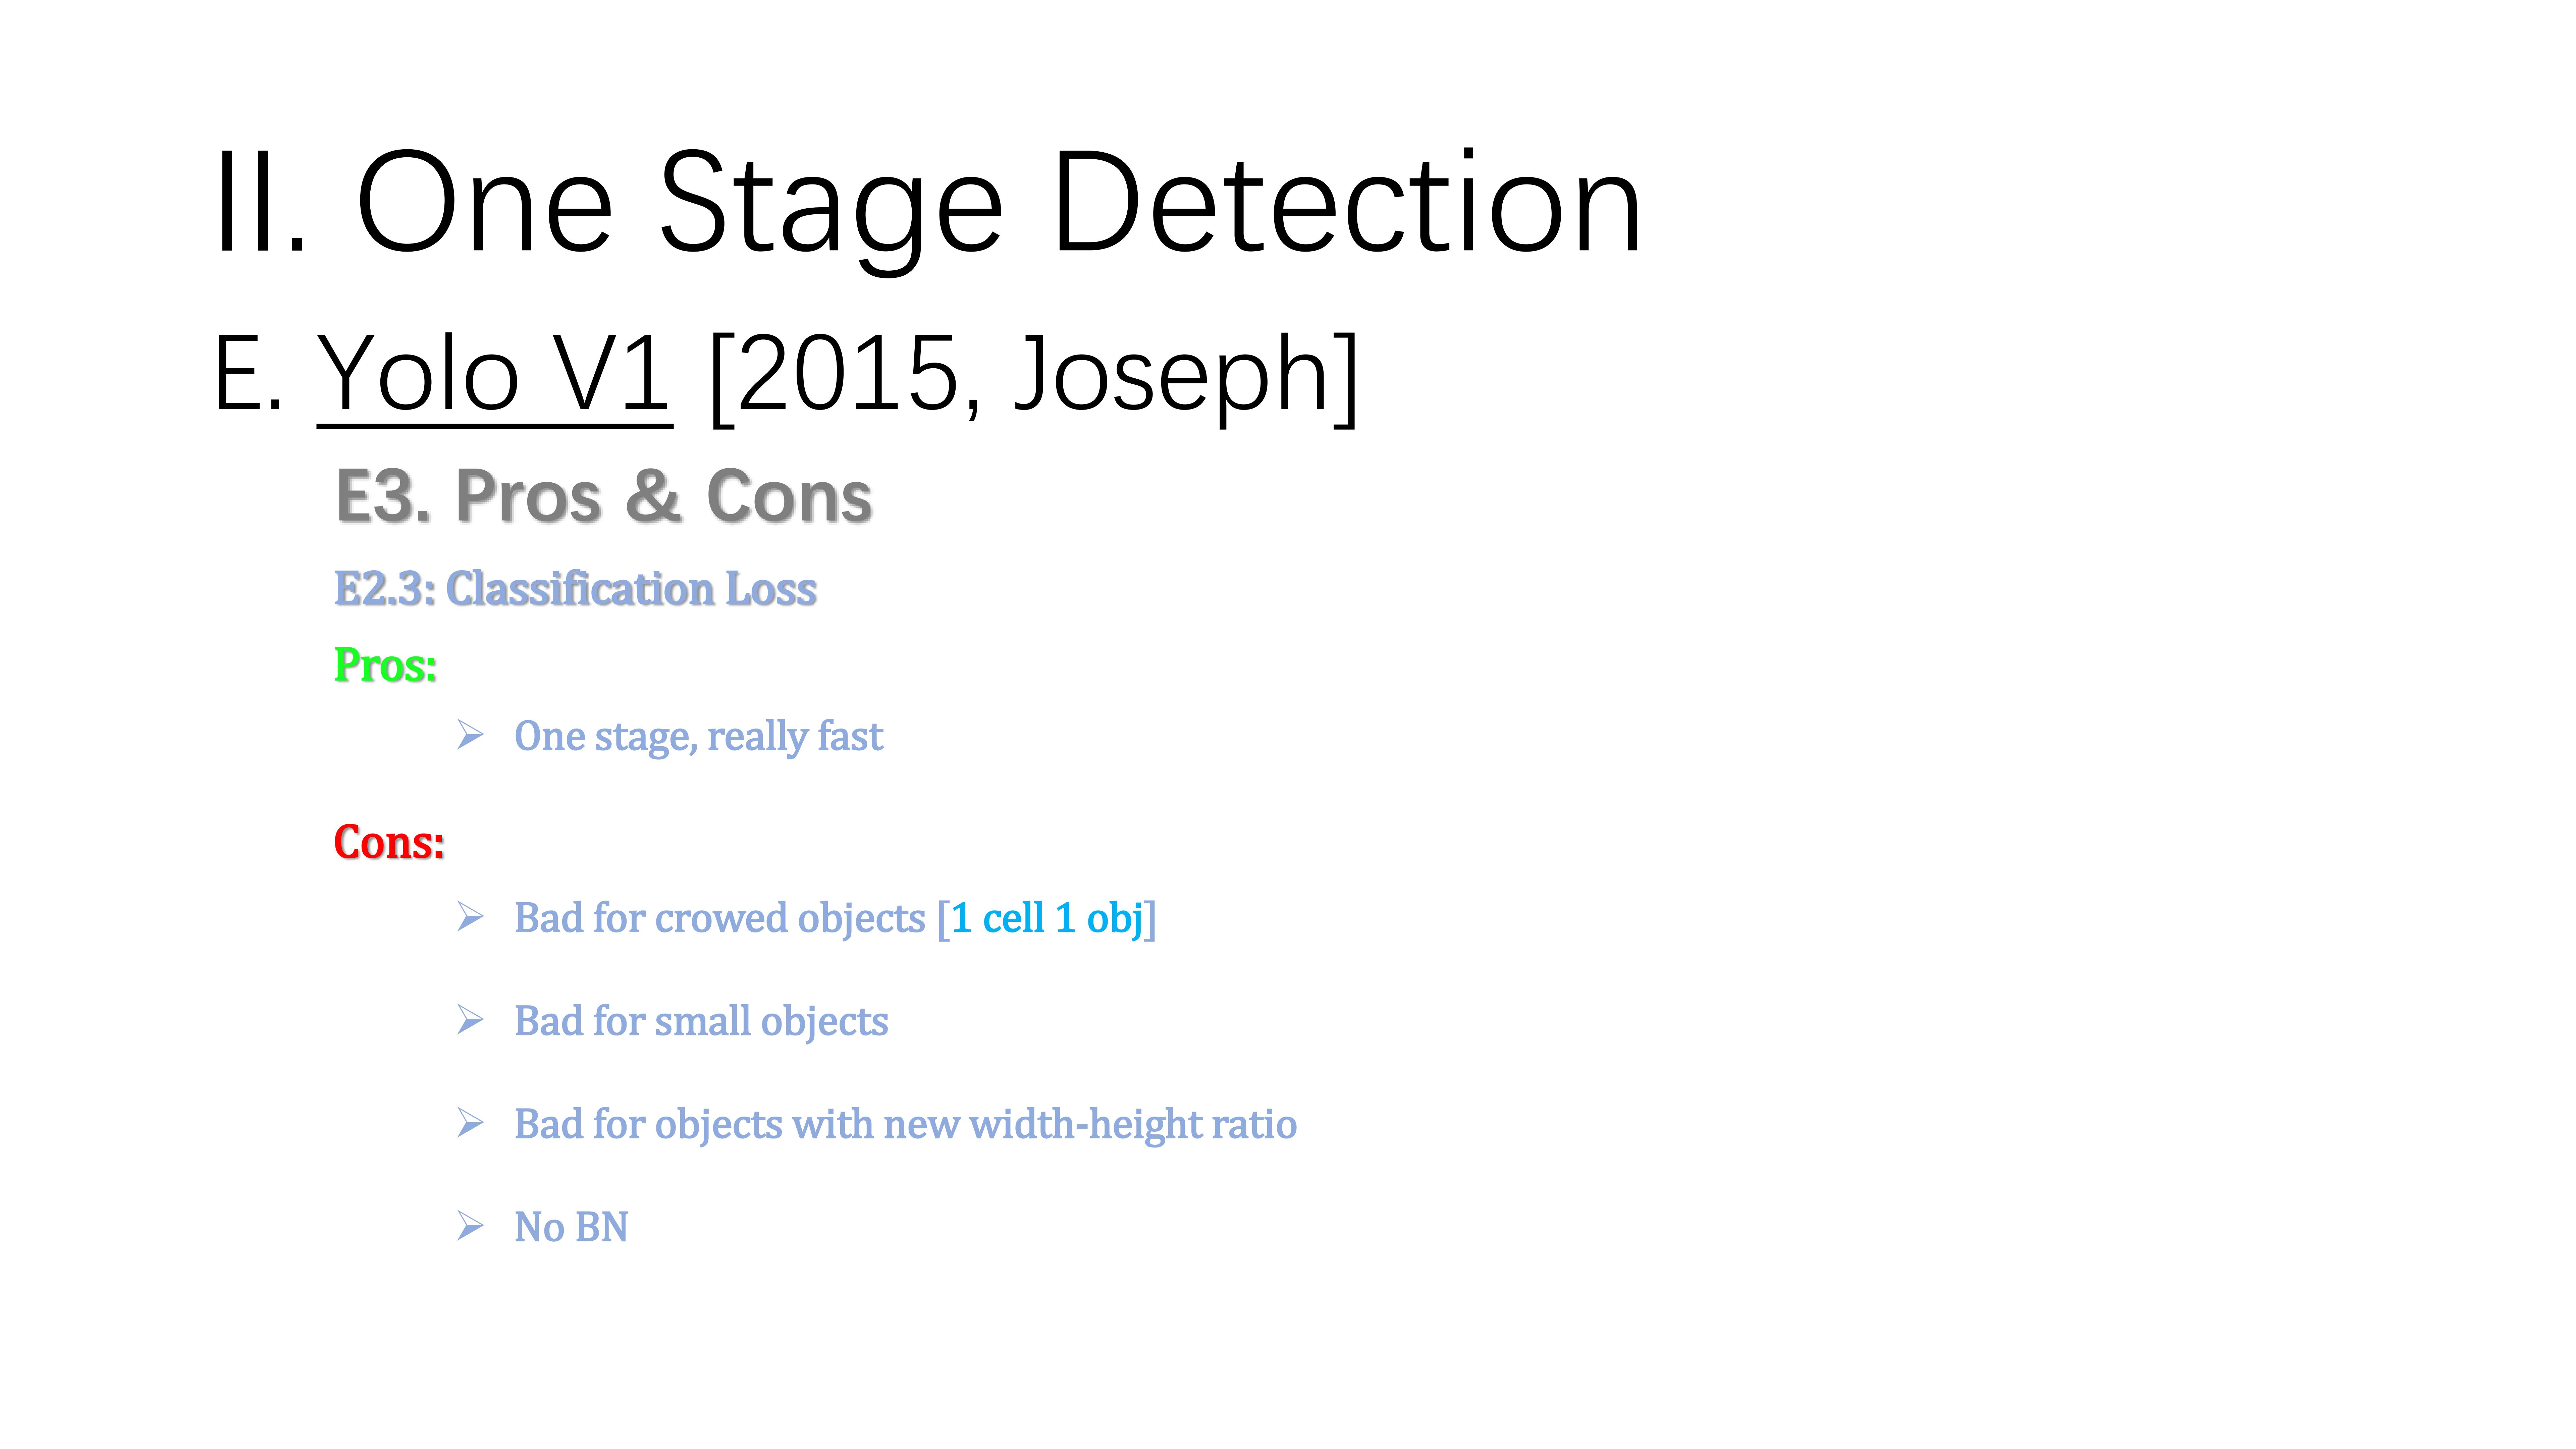 II. One Stage Detection
E. Yolo V1 [2015, Joseph]
E3. Pros & Cons
E2.3: Classification Loss
Pros:
One stage, really fast
Cons:
Bad for crowed objects [1 cell 1 obj]
Bad for small objects
Bad for objects with new width-height ratio
No BN